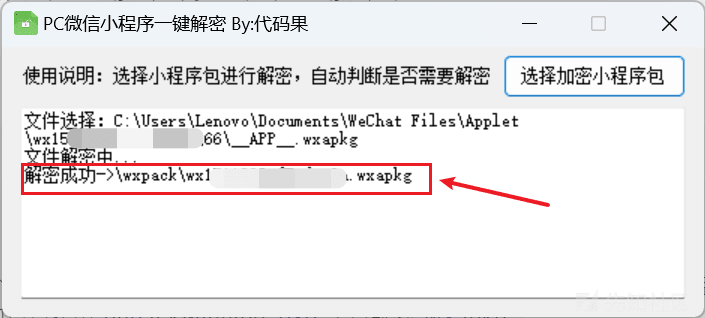 PC微信小程序一键解密 By:代码果
使用说明：选择小程序包进行解密，自动判断是否需要解密
选择加密小程序包
文件选择：C:\Users\Lenovo\Documents\WeChat Files\Applet
\wx15 66\__APP__.wxapkg
文件解密中...
解密成功->\wxpack\wx1 .wxapkg